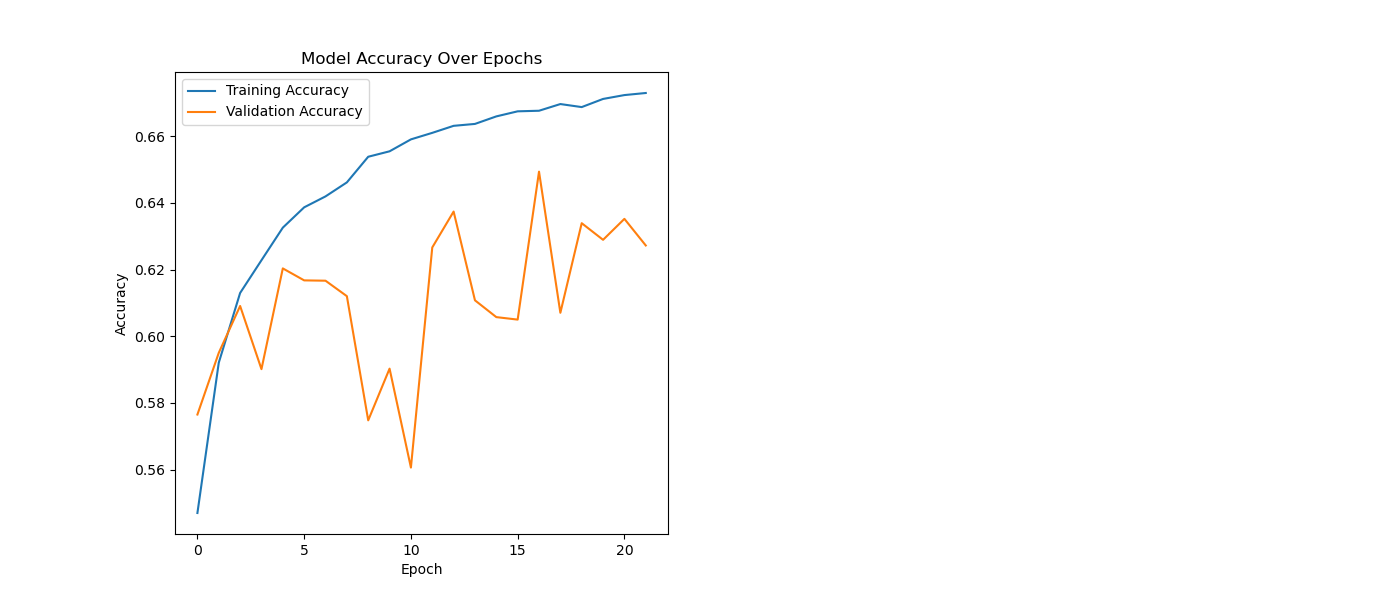 Model Accuracy Over Epochs
Training Accuracy
Validation Accuracy
Accuracy
0.66
0.64
0.62
0.60
0.58
0.56
0 5 10 15 20
Epoch